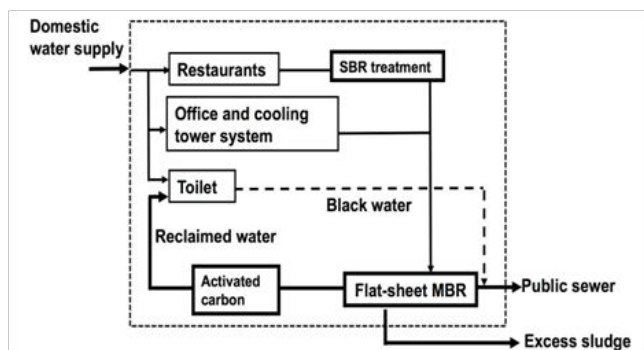 Domestic
water supply
Restaurants
SBR treatment
Office and cooling
tower system
Toilet
Black water
Reclaimed water
Activated
carbon
Flat-sheet MBR
Public sewer
Excess sludge